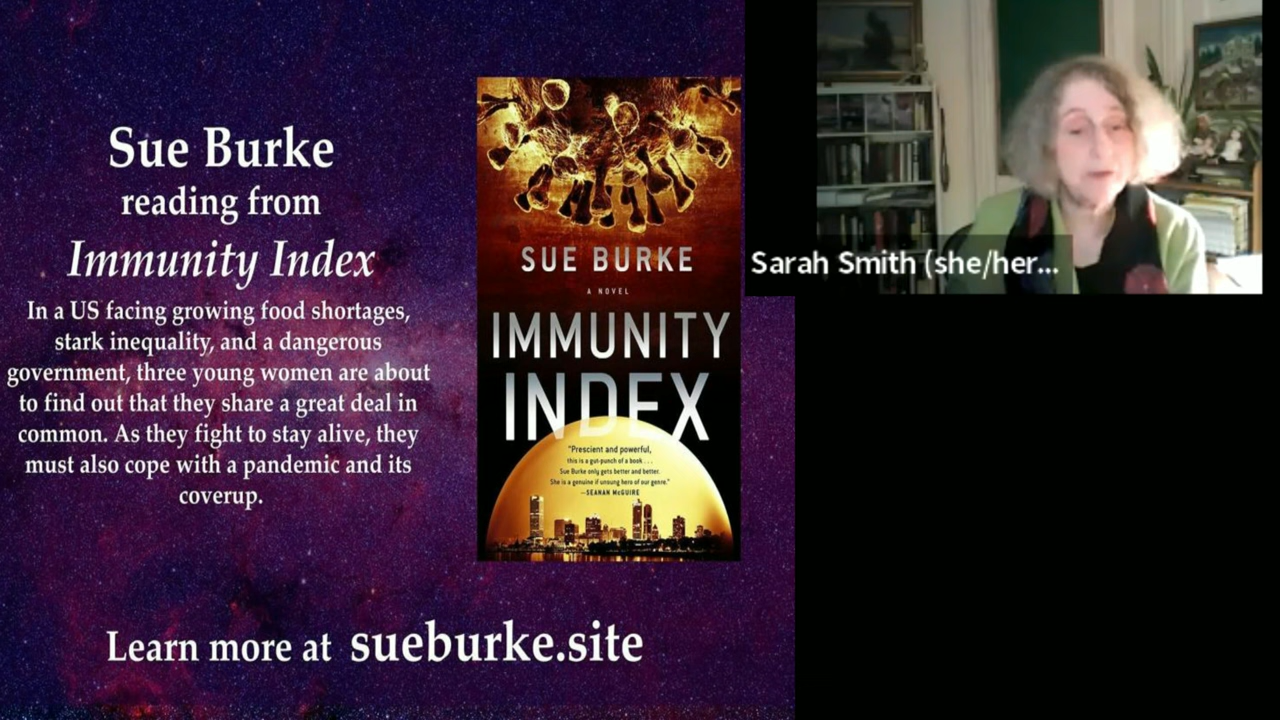 Sue Burke
reading from
Immunity Index
In a US facing growing food shortages,
stark inequality, and a dangerous
government, three young women are about
to find out that they share a great deal in
common. As they fight to stay alive, they
must also cope with a pandemic and its
coverup.
SUE BURKE
A NOVEL
IMMUNITY
INDEX
"Prescient and powerful,
this is a gut-punch of a book . . .
Sue Burke only gets better and better.
She is a genuine if unsung hero of our genre."
—SEANAN McGUIRE
Learn more at sueburke.site
Sarah Smith (she/her...